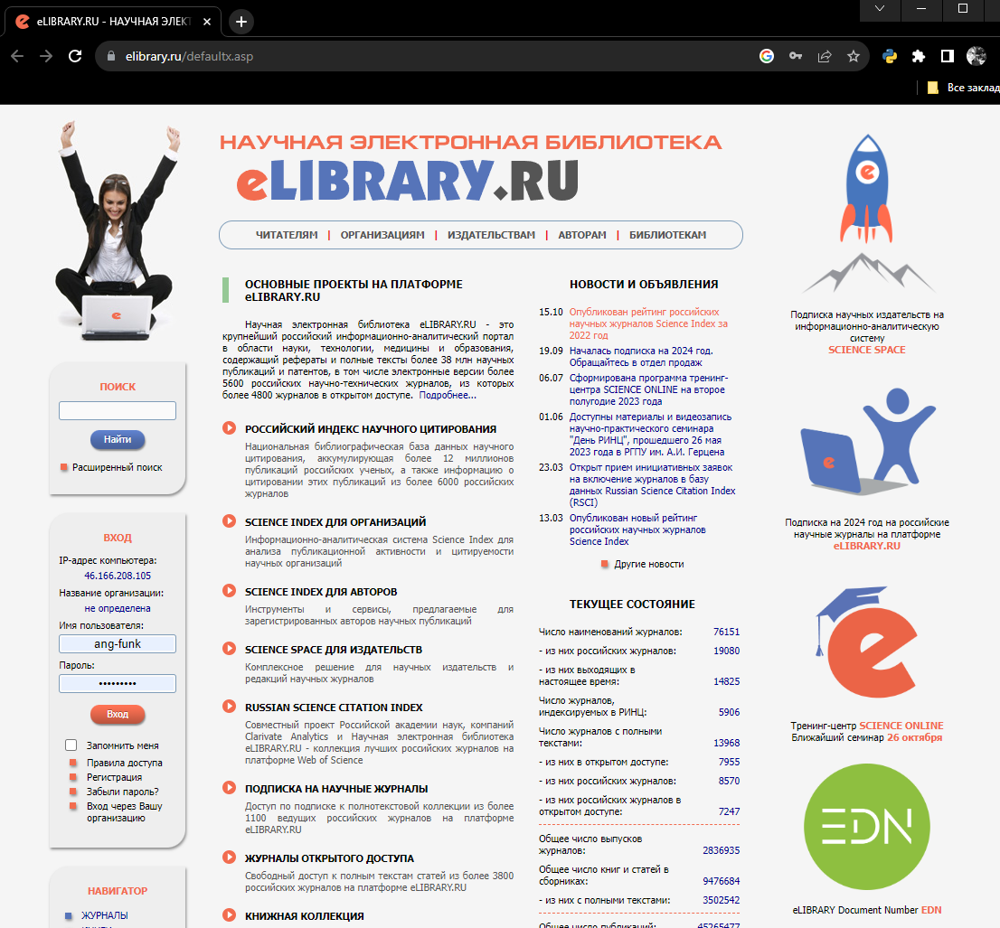 eLIBRARY.RU - НАУЧНАЯ ЭЛЕКТ
elibrary.ru/defaultx.asp
Все заклад
НАУЧНАЯ ЭЛЕКТРОННАЯ БИБЛИОТЕКА
eLIBRARY.RU
ЧИТАТЕЛЯМ | ОРГАНИЗАЦИЯМ | ИЗДАТЕЛЬСТВАМ | АВТОРАМ | БИБЛИОТЕКАМ
ПОИСК
Найти
Расширенный поиск
ВХОД
IP-адрес компьютера:
46.166.208.105
Название организации:
не определена
Имя пользователя:
ang-funk
Пароль:
•••••••••
Вход
Запомнить меня
Правила доступа
Регистрация
Забыли пароль?
Вход через Вашу
организацию
НАВИГАТОР
ЖУРНАЛЫ
ОСНОВНЫЕ ПРОЕКТЫ НА ПЛАТФОРМЕ
eLIBRARY.RU
Научная электронная библиотека eLIBRARY.RU - это
крупнейший российский информационно-аналитический портал
в области науки, технологии, медицины и образования,
содержащий рефераты и полные тексты более 38 млн научных
публикаций и патентов, в том числе электронные версии более
5600 российских научно-технических журналов, из которых
более 4800 журналов в открытом доступе. Подробнее...
РОССИЙСКИЙ ИНДЕКС НАУЧНОГО ЦИТИРОВАНИЯ
Национальная библиографическая база данных научного
цитирования, аккумулирующая более 12 миллионов
публикаций российских ученых, а также информацию о
цитировании этих публикаций из более 6000 российских
журналов
SCIENCE INDEX ДЛЯ ОРГАНИЗАЦИЙ
Информационно-аналитическая система Science Index для
анализа публикационной активности и цитируемости
научных организаций
SCIENCE INDEX ДЛЯ АВТОРОВ
Инструменты и сервисы, предлагаемые для
зарегистрированных авторов научных публикаций
SCIENCE SPACE ДЛЯ ИЗДАТЕЛЬСТВ
Комплексное решение для научных издательств и
редакций научных журналов
RUSSIAN SCIENCE CITATION INDEX
Совместный проект Российской академии наук, компаний
Clarivate Analytics и Научная электронная библиотека
eLIBRARY.RU - коллекция лучших российских журналов на
платформе Web of Science
ПОДПИСКА НА НАУЧНЫЕ ЖУРНАЛЫ
Доступ по подписке к полнотекстовой коллекции из более
1100 ведущих российских журналов на платформе
eLIBRARY.RU
ЖУРНАЛЫ ОТКРЫТОГО ДОСТУПА
Свободный доступ к полным текстам статей из более 3800
российских журналов на платформе eLIBRARY.RU
КНИЖНАЯ КОЛЛЕКЦИЯ
НОВОСТИ И ОБЪЯВЛЕНИЯ
15.10 Опубликован рейтинг российских
научных журналов Science Index за
2022 год
19.09 Началась подписка на 2024 год.
Обращайтесь в отдел продаж
06.07 Сформирована программа тренинг-
центра SCIENCE ONLINE на второе
полугодие 2023 года
01.06 Доступны материалы и видеозапись
научно-практического семинара
"День РИНЦ", прошедшего 26 мая
2023 года в РГПУ им. А.И. Герцена
23.03 Открыт прием инициативных заявок
на включение журналов в базу
данных Russian Science Citation Index
(RSCI)
13.03 Опубликован новый рейтинг
российских научных журналов
Science Index
Другие новости
ТЕКУЩЕЕ СОСТОЯНИЕ
Число наименований журналов: 76151
- из них российских журналов: 19080
- из них выходящих в
настоящее время: 14825
Число журналов,
индексируемых в РИНЦ: 5906
Число журналов с полными
текстами: 13968
- из них в открытом доступе: 7955
- из них российских журналов: 8570
- из них российских журналов в
открытом доступе: 7247
Общее число выпусков
журналов: 2836935
Общее число книг и статей в
сборниках: 9476684
- из них с полными текстами: 3502542
Общее число публикаций: 45265477
Подписка научных издательств на
информационно-аналитическую
систему
SCIENCE SPACE
Подписка на 2024 год на российские
научные журналы на платформе
eLIBRARY.RU
Тренинг-центр SCIENCE ONLINE
Ближайший семинар 26 октября
EDN
eLIBRARY Document Number EDN